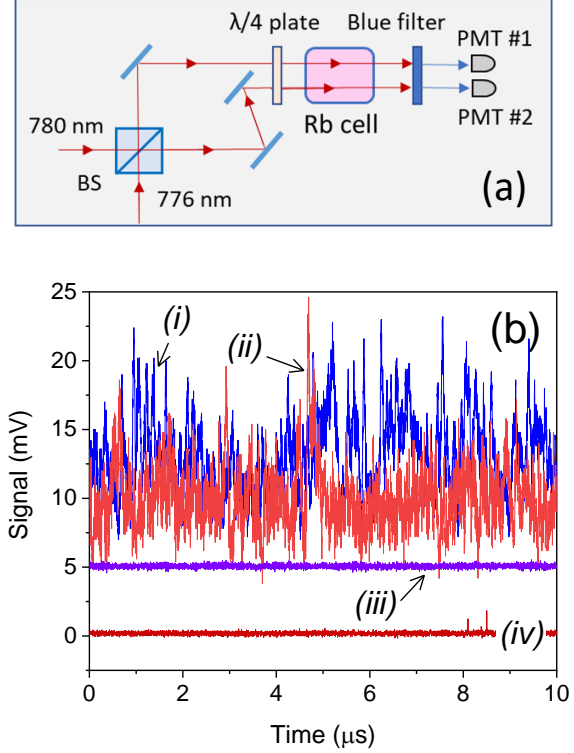 λ/4 plate
Blue filter
PMT #1
780 nm
Rb cell
PMT #2
BS
776 nm
(a)
25
(b)
(i)
20
(ii)
15
Signal (mV)
10
5
(iii)
0
(iv)
0 2 4 6 8 10
Time (μs)